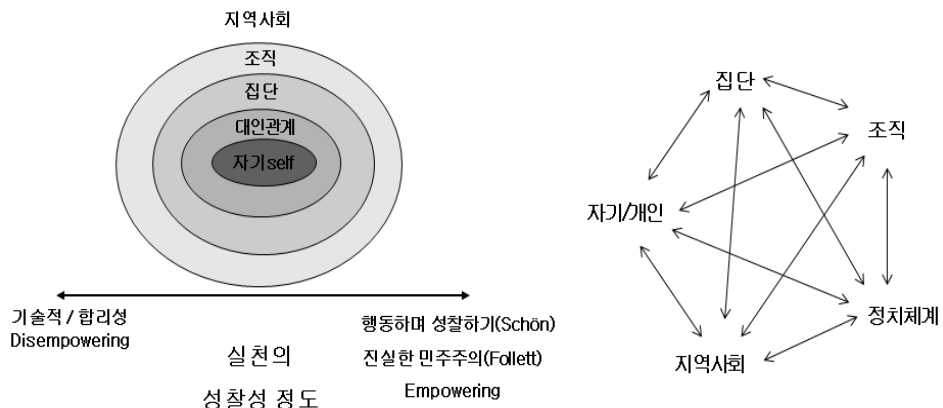 지역사회
조직
집단
대인관계
자기self
기술적 / 합리성
Disempowering
실천의
성찰성 정도
행동하며 성찰하기(Schön)
진실한 민주주의(Follett)
Empowering
집단
조직
자기/개인
정치체계
지역사회